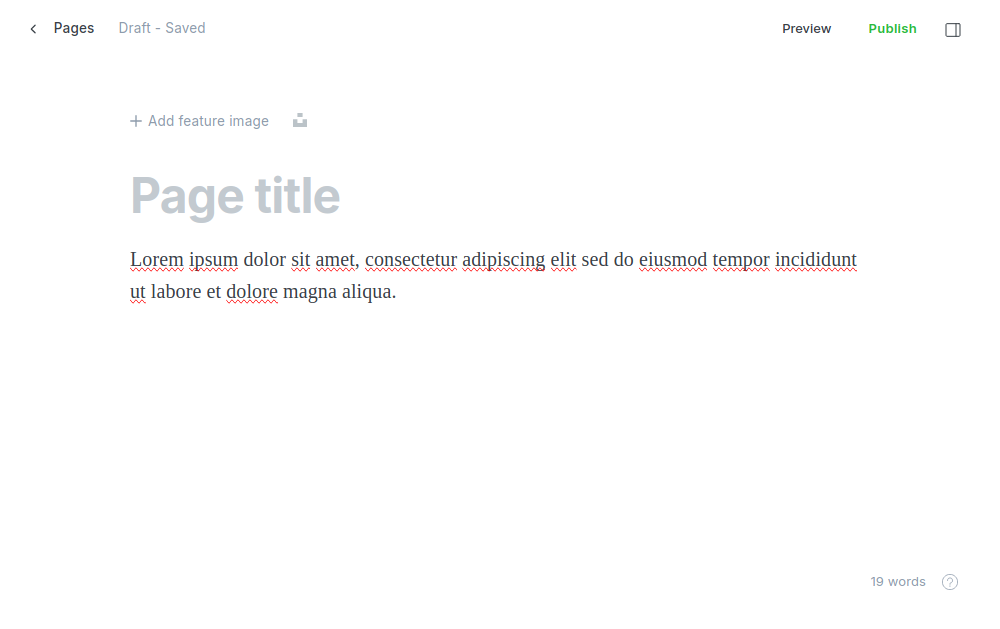 Pages Draft - Saved Preview Publish
Add feature image
Page title
Lorem ipsum dolor sit amet, consectetur adipiscing elit sed do eiusmod tempor incididunt
ut labore et dolore magna aliqua.
19 words ?